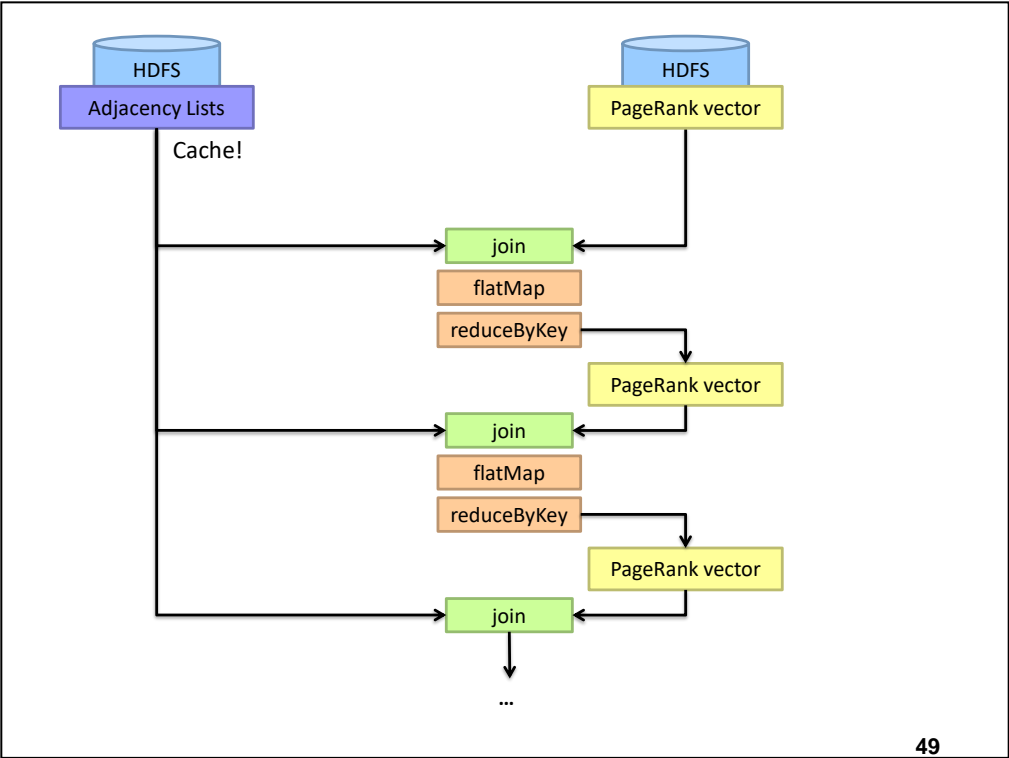 HDFS
HDFS
Adjacency Lists
PageRank vector
Cache!
join
flatMap
reduceByKey
PageRank vector
join
flatMap
reduceByKey
PageRank vector
join
...
49